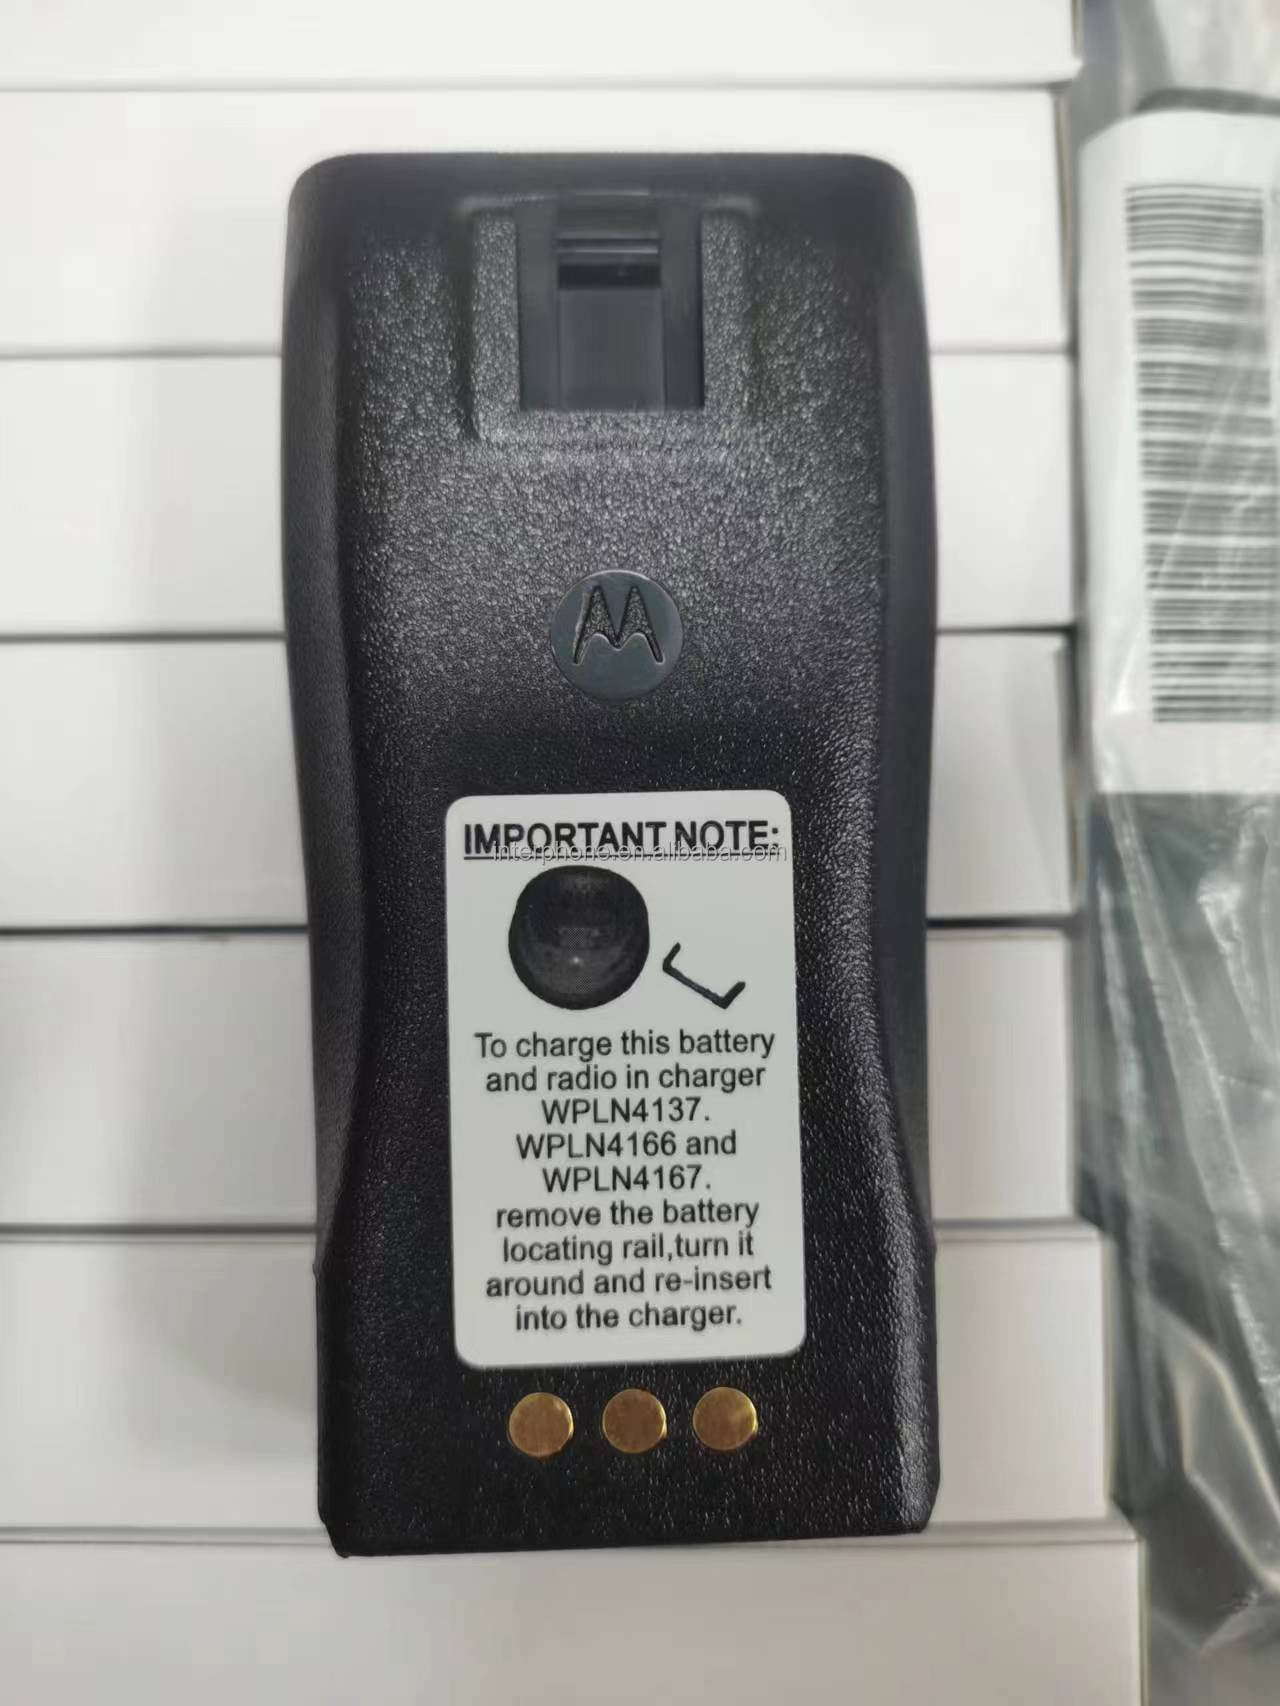 IMPORTANT NOTE:
interphone.en.alibaba.com
To charge this battery
and radio in charger
WPLN4137.
WPLN4166 and
WPLN4167.
remove the battery
locating rail,turn it
around and re-insert
into the charger.